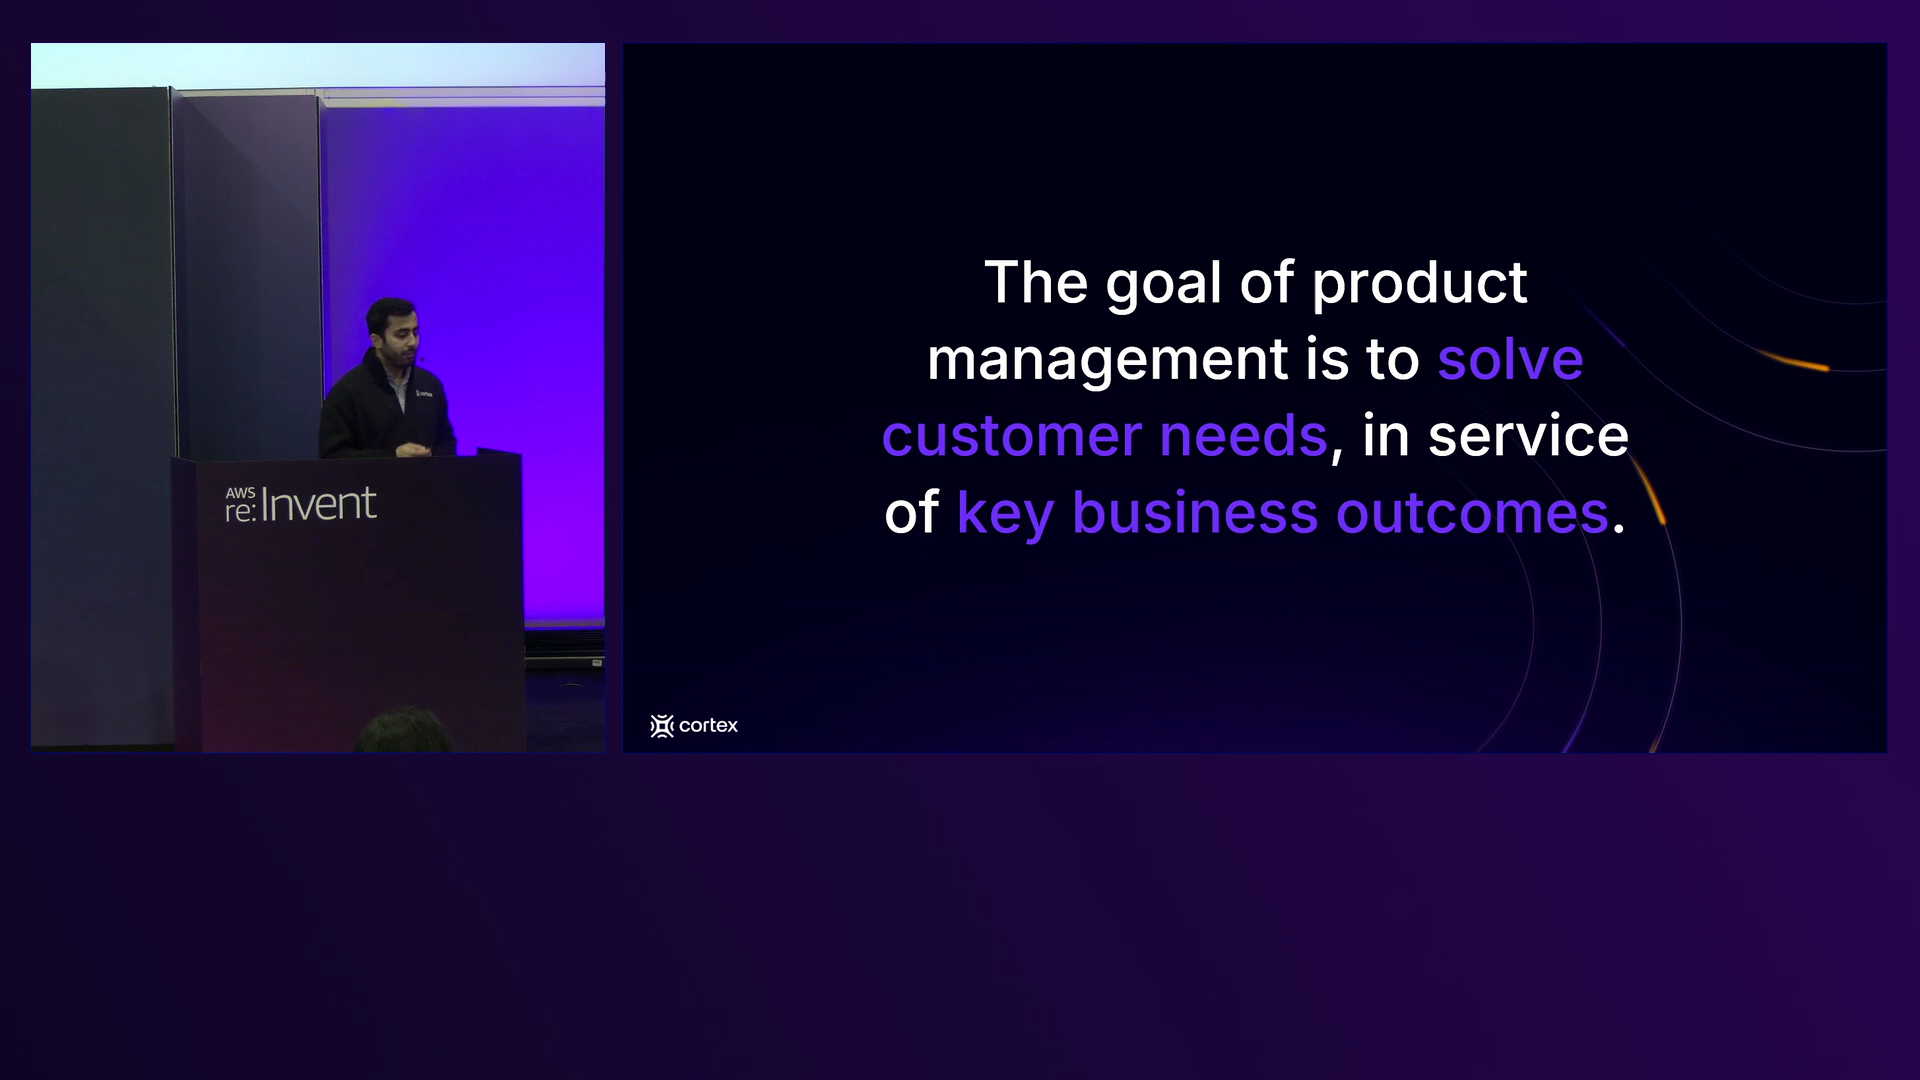 AWS
re:Invent
The goal of product
management is to solve
customer needs, in service
of key business outcomes.
cortex